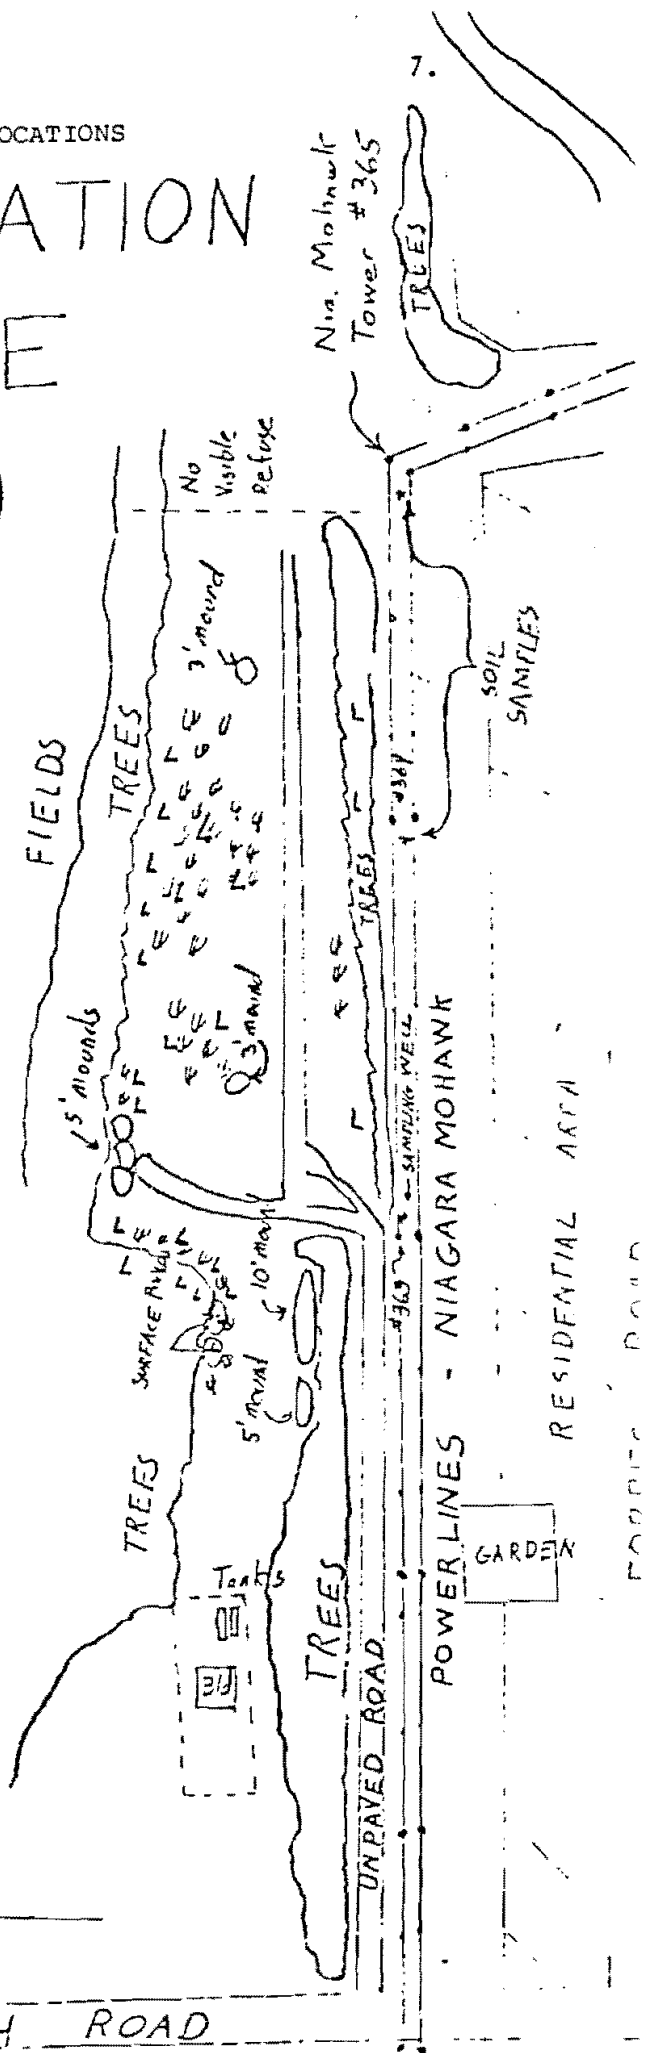 7.
OCATIONS
ATION
E
Nia. Mohawk
Tower #365
TREES
No
Visible
Refuse
3' mound
SOIL
SAMPLES
FIELDS
TREES
#364
TREES
5' Mounds
3' mound
SAMPLING WELL
10' mound
#363
SURFACE
5' mound
POWER LINES - NIAGARA MOHAWK
RESIDENTIAL AREA
TREES
Tanks
TREES
GARDEN
UNPAVED ROAD
H ROAD